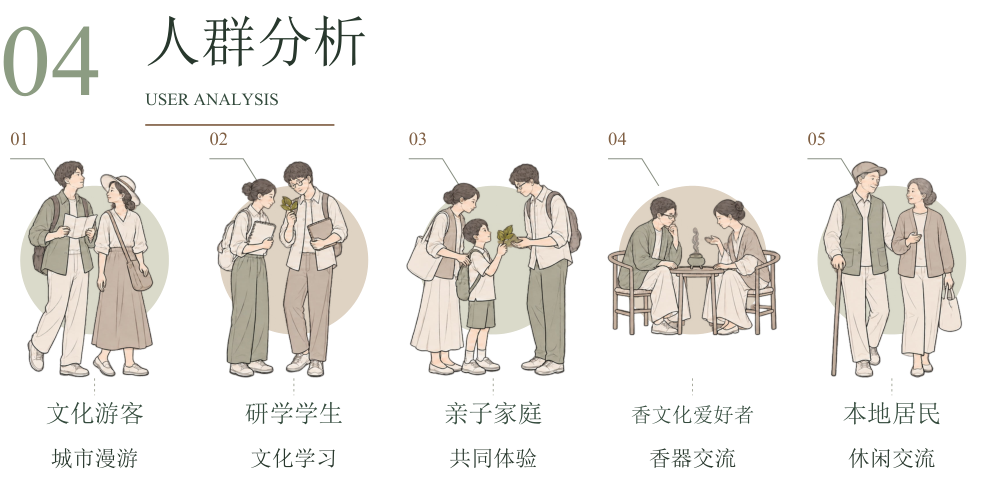 04
人群分析
USER ANALYSIS
01
02
03
04
05
文化游客
研学学生
亲子家庭
香文化爱好者
本地居民
城市漫游
文化学习
共同体验
香器交流
休闲交流